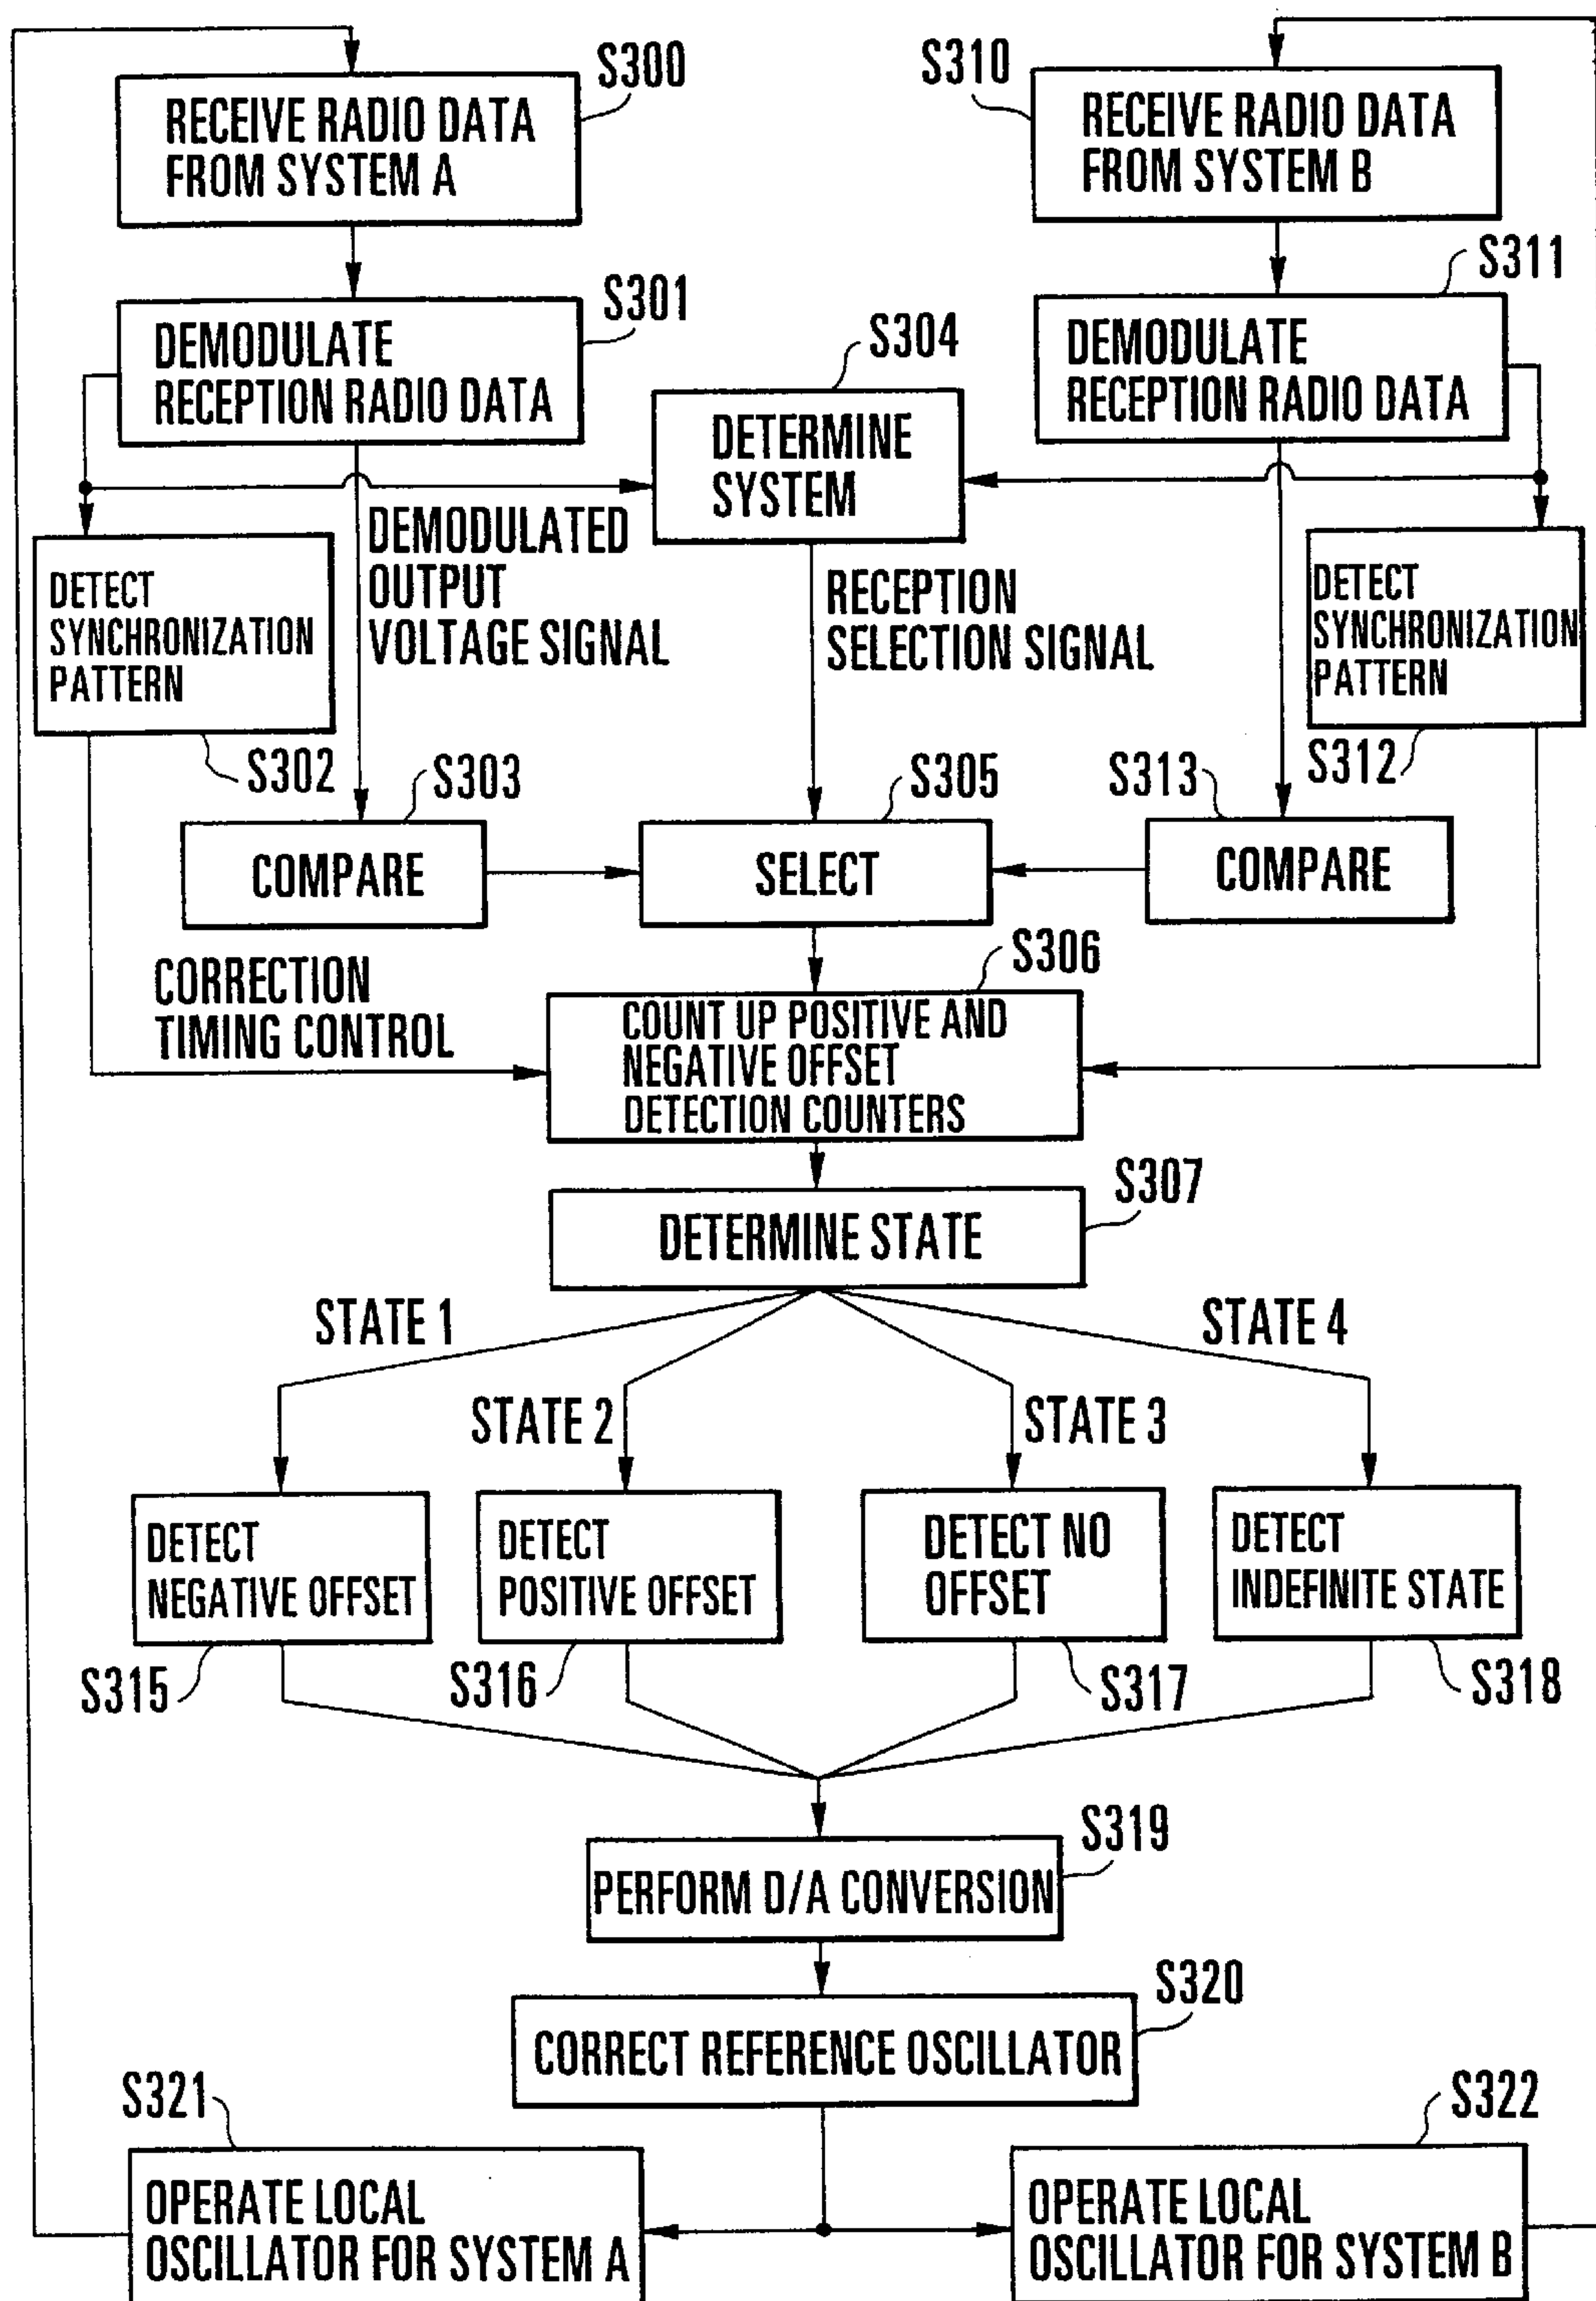 S300
RECEIVE RADIO DATA
FROM SYSTEM A
S310
RECEIVE RADIO DATA
FROM SYSTEM B
S301
DEMODULATE
RECEPTION RADIO DATA
S304
DETERMINE
SYSTEM
S311
DEMODULATE
RECEPTION RADIO DATA
DETECT
SYNCHRONIZATION
PATTERN
S302
DEMODULATED
OUTPUT
VOLTAGE SIGNAL
RECEPTION
SELECTION SIGNAL
DETECT
SYNCHRONIZATION
PATTERN
S312
S303
COMPARE
S305
SELECT
S313
COMPARE
CORRECTION
TIMING CONTROL
S306
COUNT UP POSITIVE AND
NEGATIVE OFFSET
DETECTION COUNTERS
S307
DETERMINE STATE
STATE 1
STATE 2
STATE 3
STATE 4
DETECT
NEGATIVE OFFSET
S315
DETECT
POSITIVE OFFSET
S316
DETECT NO
OFFSET
S317
DETECT
INDEFINITE STATE
S318
S319
PERFORM D/A CONVERSION
S320
CORRECT REFERENCE OSCILLATOR
S321
OPERATE LOCAL
OSCILLATOR FOR SYSTEM A
S322
OPERATE LOCAL
OSCILLATOR FOR SYSTEM B